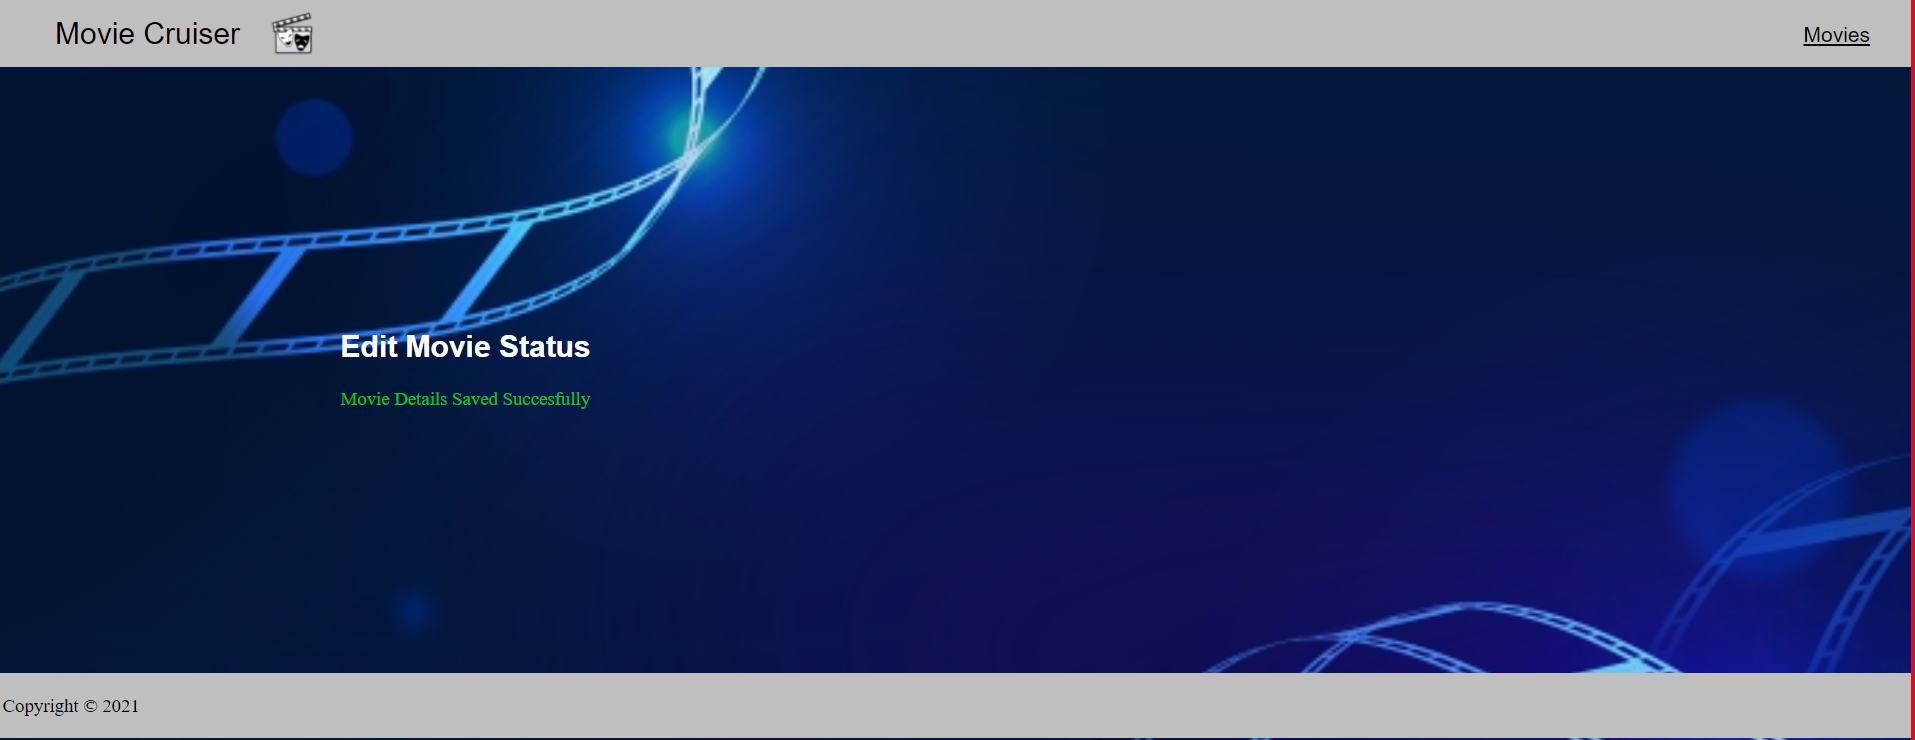 Movie Cruiser
Movies
Edit Movie Status
Movie Details Saved Succesfully
Copyright © 2021